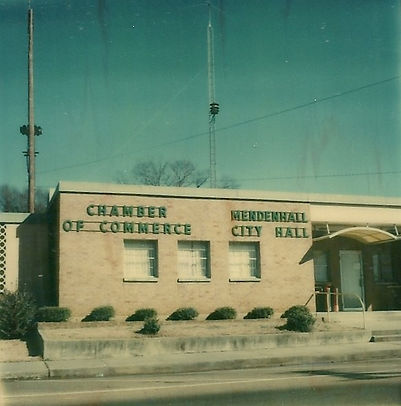 CHAMBER
OF COMMERCE
MENDENHALL
CITY HALL